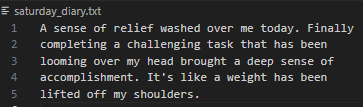 saturday_diary.txt
1 A sense of relief washed over me today. Finally
2 completing a challenging task that has been
3 looming over my head brought a deep sense of
4 accomplishment. It's like a weight has been
5 lifted off my shoulders.